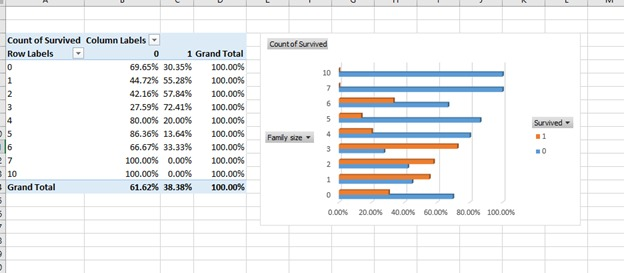 A B C D
Count of Survived Column Labels
Row Labels 0 1 Grand Total
0 69.65% 30.35% 100.00%
1 44.72% 55.28% 100.00%
2 42.16% 57.84% 100.00%
3 27.59% 72.41% 100.00%
4 80.00% 20.00% 100.00%
5 86.36% 13.64% 100.00%
6 66.67% 33.33% 100.00%
7 100.00% 0.00% 100.00%
10 100.00% 0.00% 100.00%
Grand Total 61.62% 38.38% 100.00%
Count of Survived
10
7
6
5
4
3
2
1
0
Family size
0.00% 20.00% 40.00% 60.00% 80.00% 100.00%
Survived
1
0